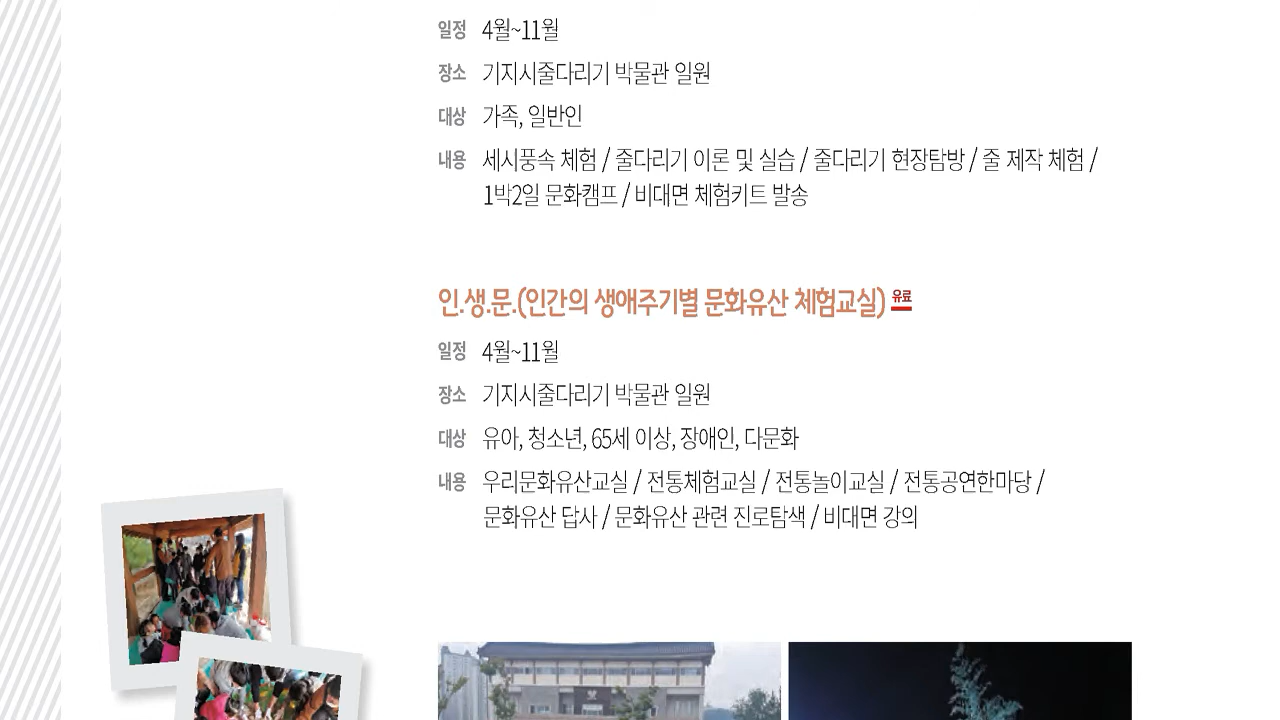 일정 4월~11월
장소 기지시줄다리기 박물관 일원
대상 가족, 일반인
내용 세시풍속 체험 / 줄다리기 이론 및 실습 / 줄다리기 현장탐방 / 줄 제작 체험 /
1박2일 문화캠프 / 비대면 체험키트 발송
인.생.문.(인간의 생애주기별 문화유산 체험교실) 유료
일정 4월~11월
장소 기지시줄다리기 박물관 일원
대상 유아, 청소년, 65세 이상, 장애인, 다문화
내용 우리문화유산교실 / 전통체험교실 / 전통놀이교실 / 전통공연한마당 /
문화유산 답사 / 문화유산 관련 진로탐색 / 비대면 강의